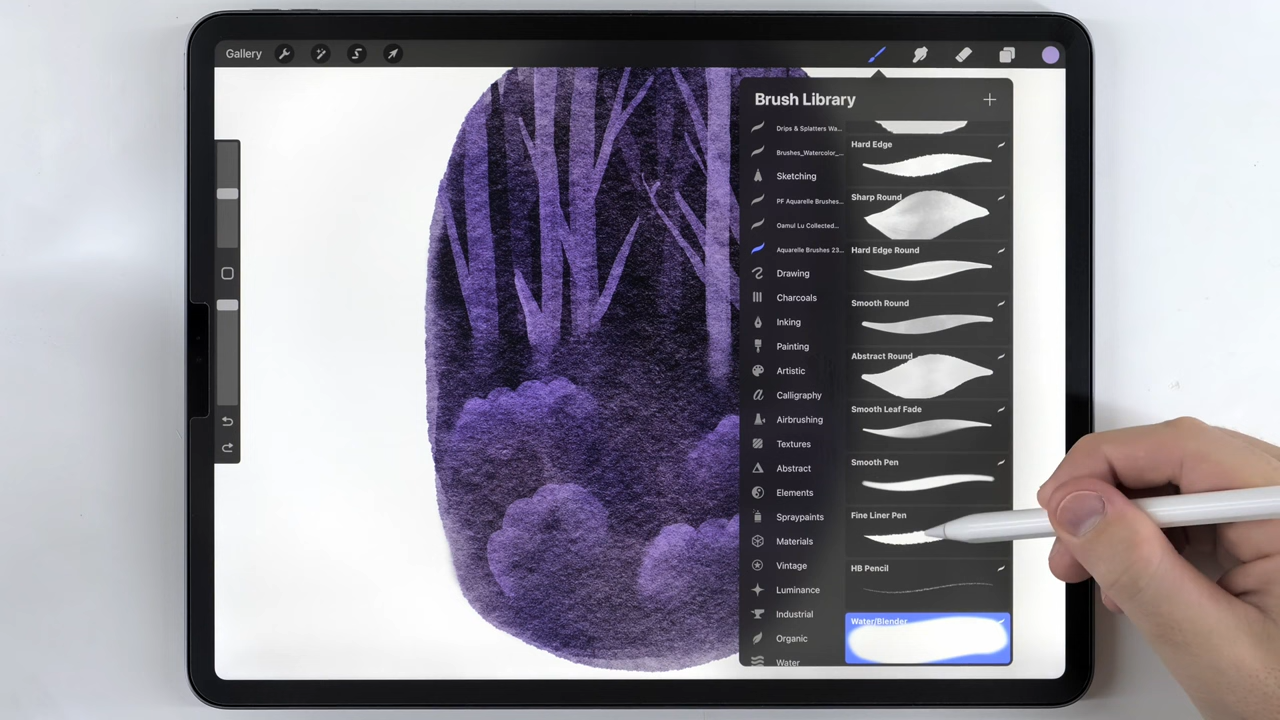 Gallery
Brush Library
Drips & Splatters Wa...
Brushes_Watercolor_...
Sketching
PF Aquarelle Brushes...
Oamul Lu Collected...
Aquarelle Brushes 23...
Drawing
Charcoals
Inking
Painting
Artistic
Calligraphy
Airbrushing
Textures
Abstract
Elements
Spraypaints
Materials
Vintage
Luminance
Industrial
Organic
Water
Hard Edge
Sharp Round
Hard Edge Round
Smooth Round
Abstract Round
Smooth Leaf Fade
Smooth Pen
Fine Liner Pen
HB Pencil
Water/Blender